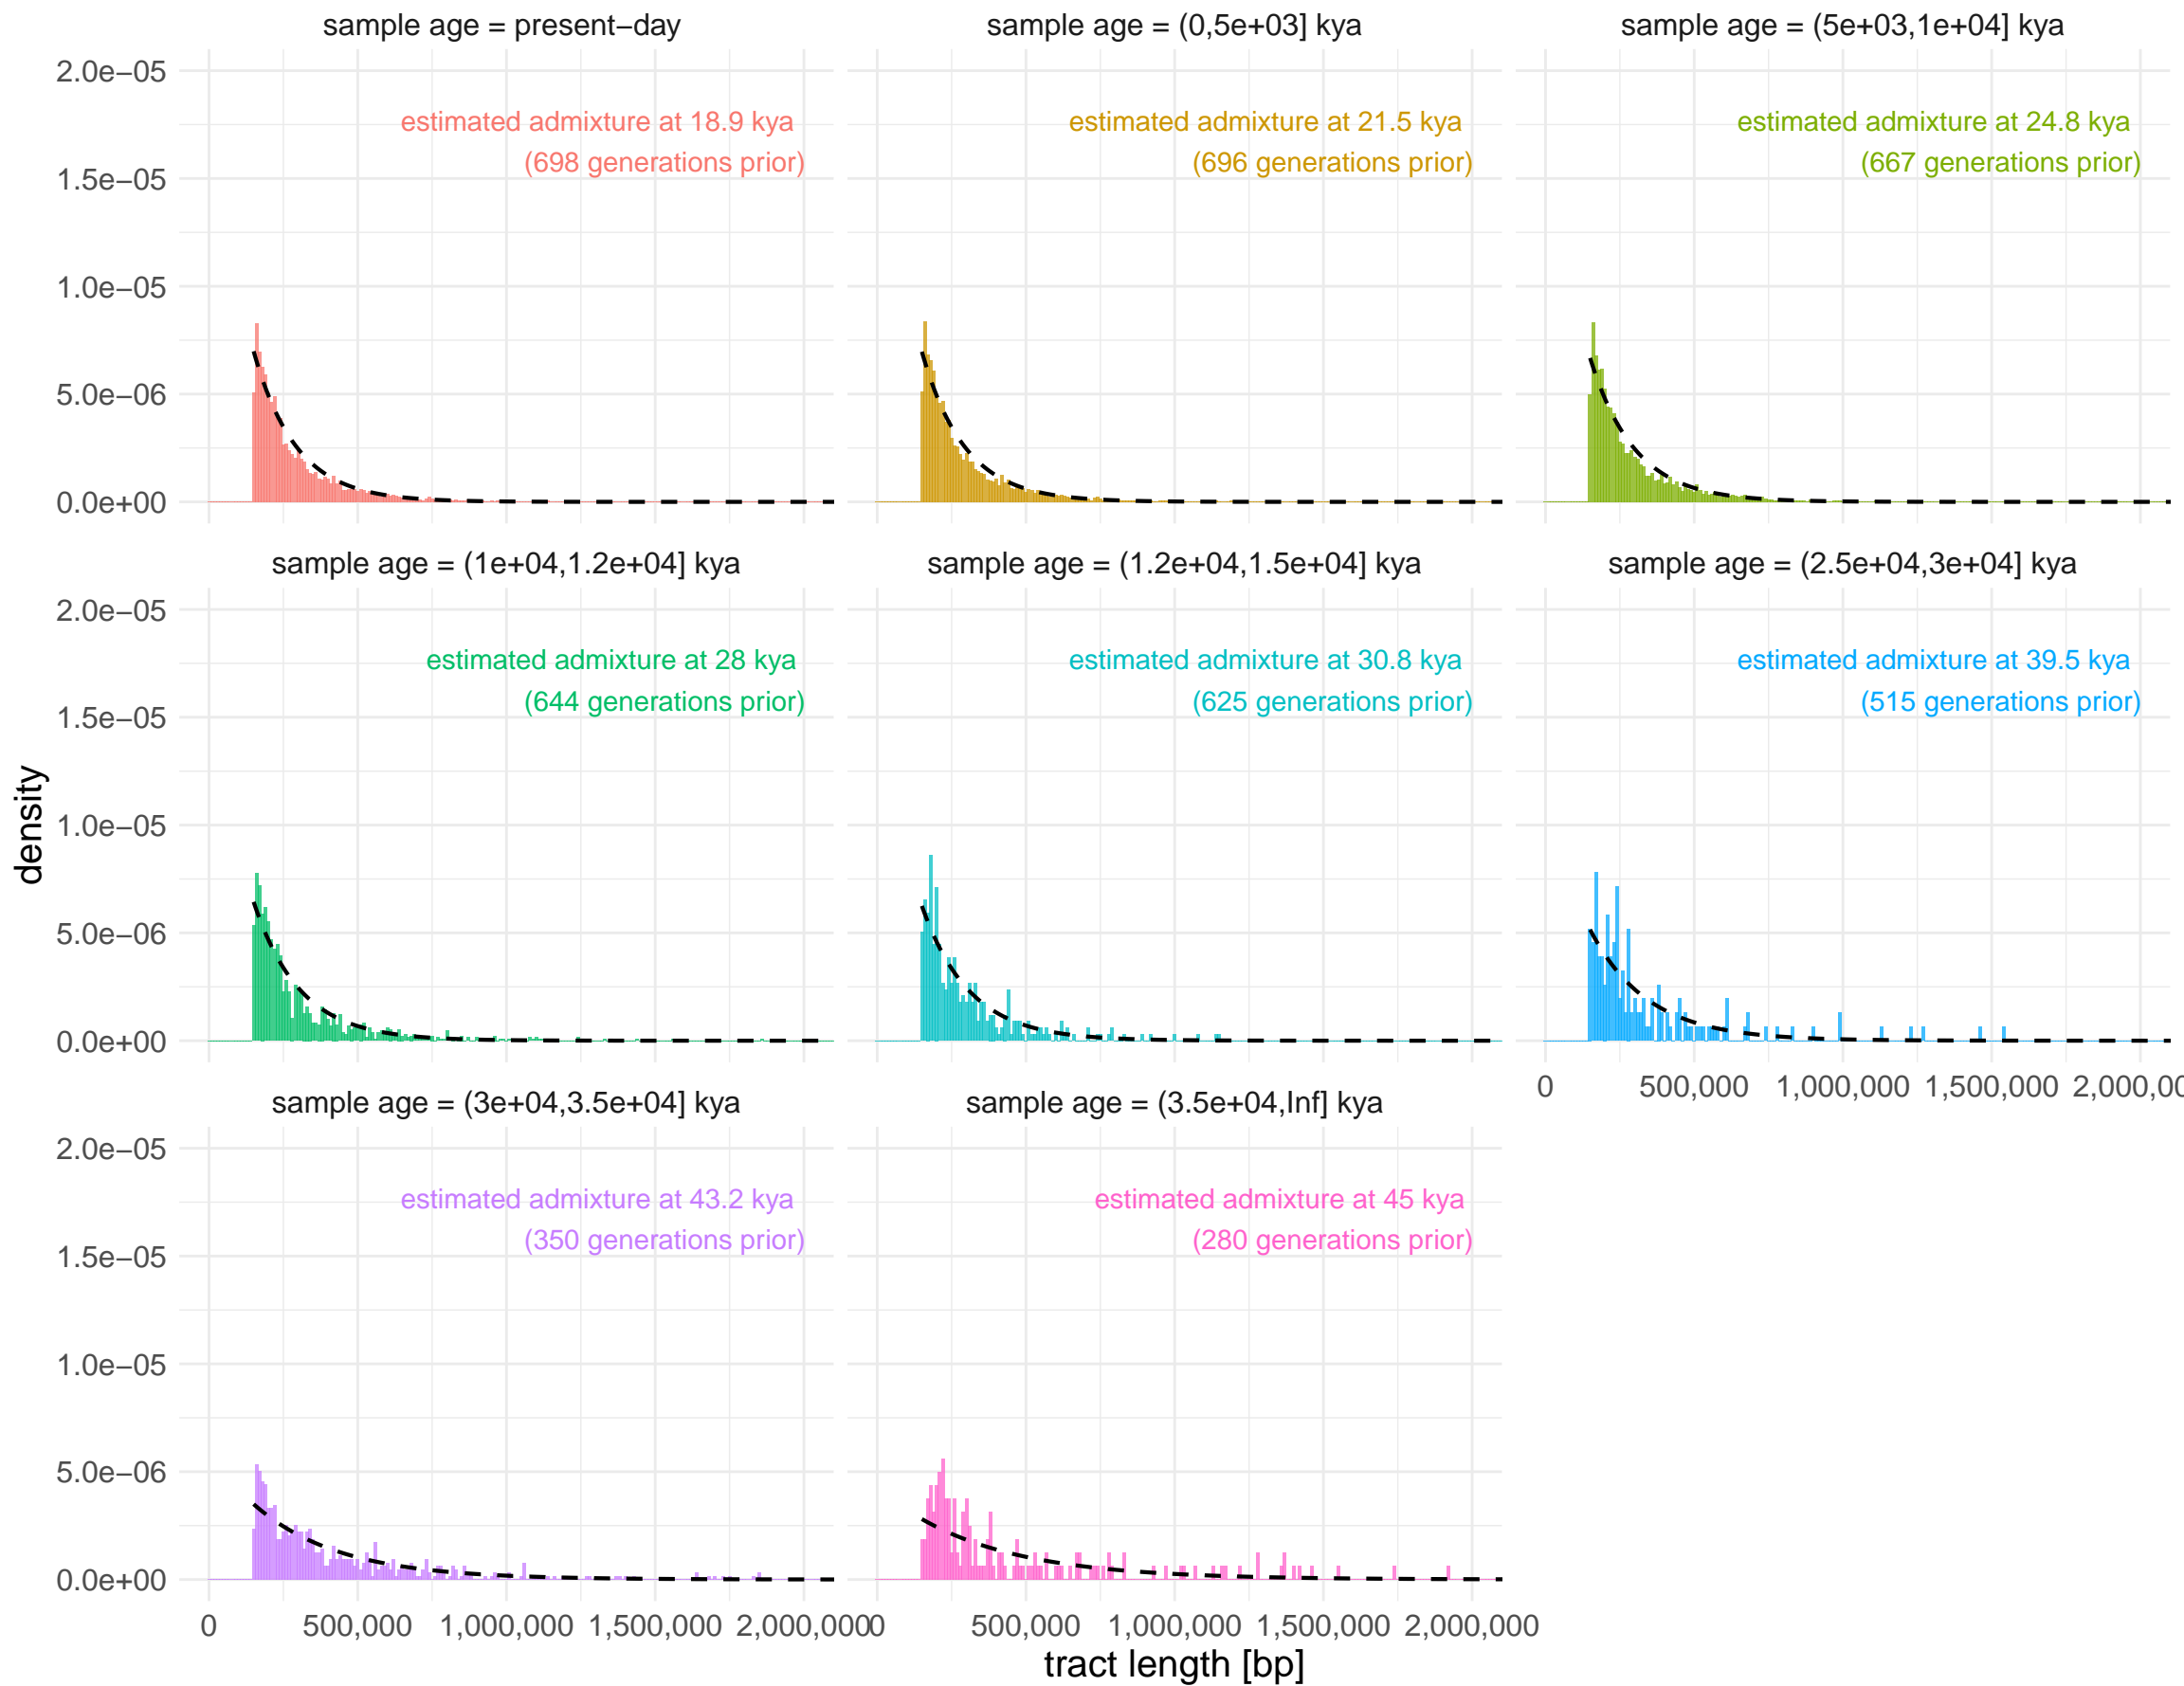 sample age = present−day
sample age = (0,5e+03] kya
sample age = (5e+03,1e+04] kya
2.0e−05
1.5e−05
1.0e−05
5.0e−06
0.0e+00
estimated admixture at 18.9 kya
(698 generations prior)
estimated admixture at 21.5 kya
(696 generations prior)
estimated admixture at 24.8 kya
(667 generations prior)
sample age = (1e+04,1.2e+04] kya
sample age = (1.2e+04,1.5e+04] kya
sample age = (2.5e+04,3e+04] kya
2.0e−05
1.5e−05
1.0e−05
5.0e−06
0.0e+00
estimated admixture at 28 kya
(644 generations prior)
estimated admixture at 30.8 kya
(625 generations prior)
estimated admixture at 39.5 kya
(515 generations prior)
0 500,000 1,000,000 1,500,000 2,000,0
density
sample age = (3e+04,3.5e+04] kya
sample age = (3.5e+04,Inf] kya
2.0e−05
1.5e−05
1.0e−05
5.0e−06
0.0e+00
estimated admixture at 43.2 kya
(350 generations prior)
estimated admixture at 45 kya
(280 generations prior)
0 500,000 1,000,000 1,500,000 2,000,000
0 500,000 1,000,000 1,500,000 2,000,000
tract length [bp]